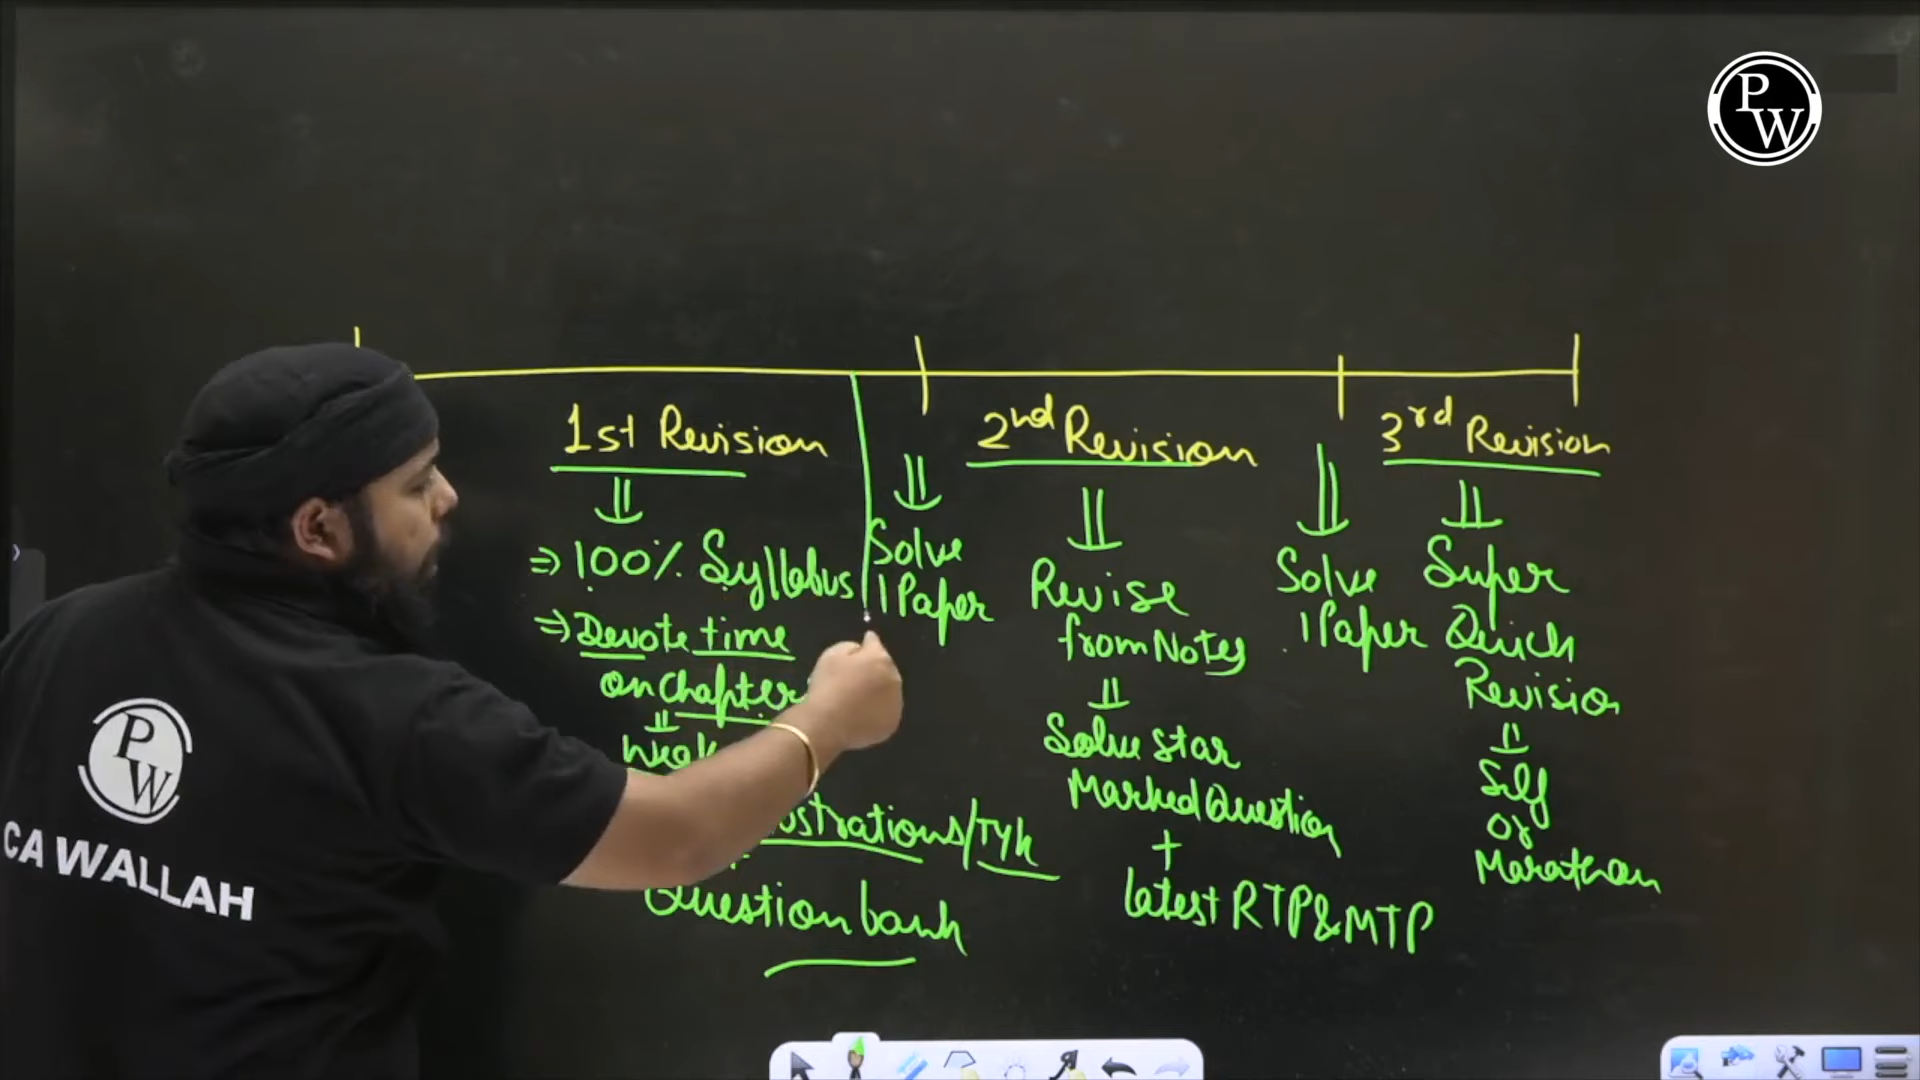 PW
1st Revision
⇒ 100% Syllabus
⇒ Devote time
on Chapter
Weak
Question bank
Solve
1 Paper
/TYK
2nd Revision
Revise
from Notes
Solve star
Marked Question
+
latest RTP & MTP
Solve
1 Paper
3rd Revision
Super
Quick
Revision
Self
or
Marathon
PW
CA WALLAH